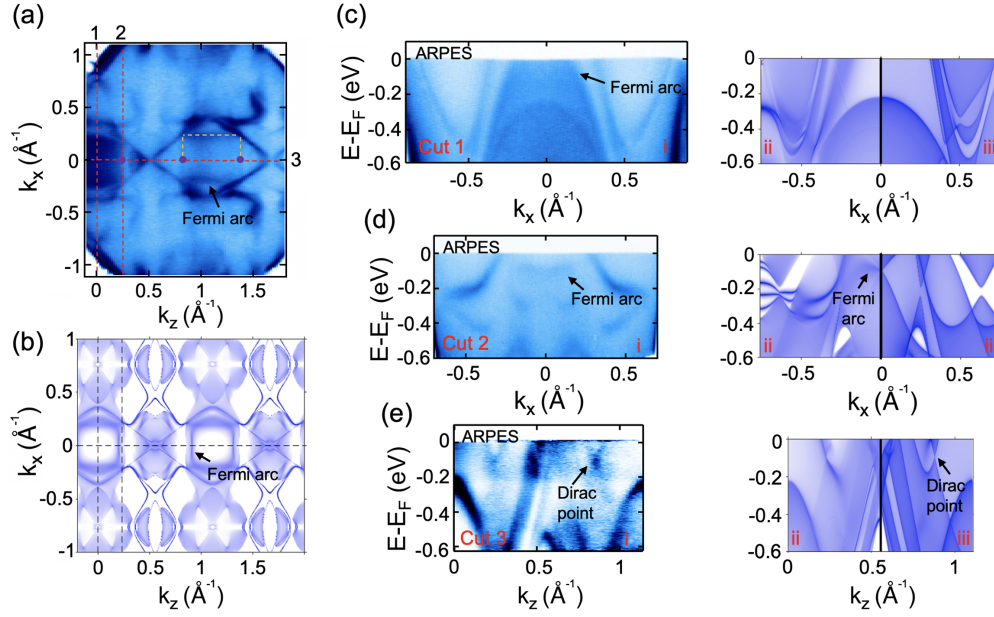 (a)
1 2
1
0.5
0
-0.5
-1
3
Fermi arc
0 0.5 1 1.5
kx (Å-1)
kz (Å-1)
(b)
1
0.5
0
-0.5
-1
Fermi arc
0 0.5 1 1.5
kx (Å-1)
kz (Å-1)
(c)
ARPES
0
-0.2
-0.4
-0.6
E-EF (eV)
Fermi arc
Cut 1 i
-0.5 0 0.5
kx (Å-1)
0
-0.2
-0.4
-0.6
ii iii
-0.5 0 0.5
kx (Å-1)
(d)
ARPES
0
-0.2
-0.4
-0.6
E-EF (eV)
Fermi arc
Cut 2 i
-0.5 0 0.5
kx (Å-1)
0
-0.2
-0.4
-0.6
Fermi
arc
ii iii
-0.5 0 0.5
kx (Å-1)
(e)
ARPES
0
-0.2
-0.4
-0.6
E-EF (eV)
Dirac
point
Cut 3 i
0 0.5 1
kz (Å-1)
0
-0.2
-0.4
-0.6
Dirac
point
ii iii
0 0.5 1
kz (Å-1)